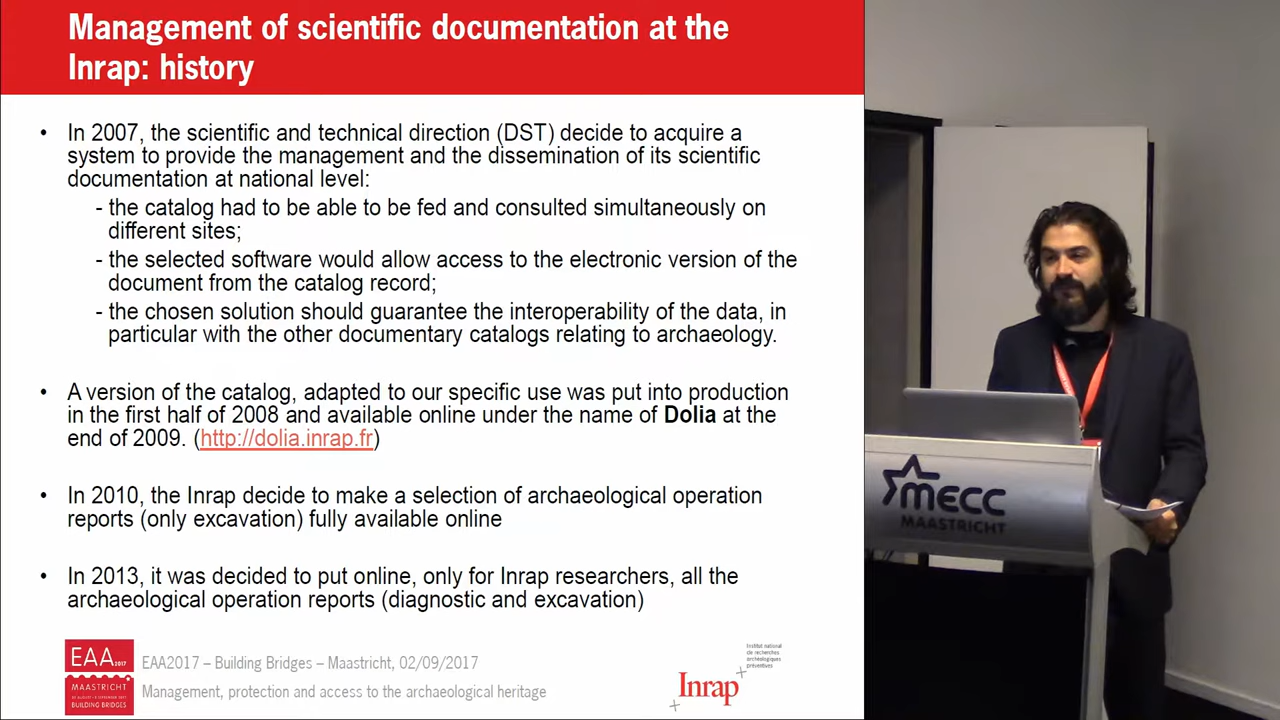 Management of scientific documentation at the
Inrap: history
• In 2007, the scientific and technical direction (DST) decide to acquire a
system to provide the management and the dissemination of its scientific
documentation at national level:
- the catalog had to be able to be fed and consulted simultaneously on
different sites;
- the selected software would allow access to the electronic version of the
document from the catalog record;
- the chosen solution should guarantee the interoperability of the data, in
particular with the other documentary catalogs relating to archaeology.
• A version of the catalog, adapted to our specific use was put into production
in the first half of 2008 and available online under the name of Dolia at the
end of 2009. (http://dolia.inrap.fr)
• In 2010, the Inrap decide to make a selection of archaeological operation
reports (only excavation) fully available online
• In 2013, it was decided to put online, only for Inrap researchers, all the
archaeological operation reports (diagnostic and excavation)
EAA 2017
MAASTRICHT
BUILDING BRIDGES
EAA2017 – Building Bridges – Maastricht, 02/09/2017
Management, protection and access to the archaeological heritage
Institut national
de recherches
archéologiques
préventives
Inrap
MECC
MAASTRICHT